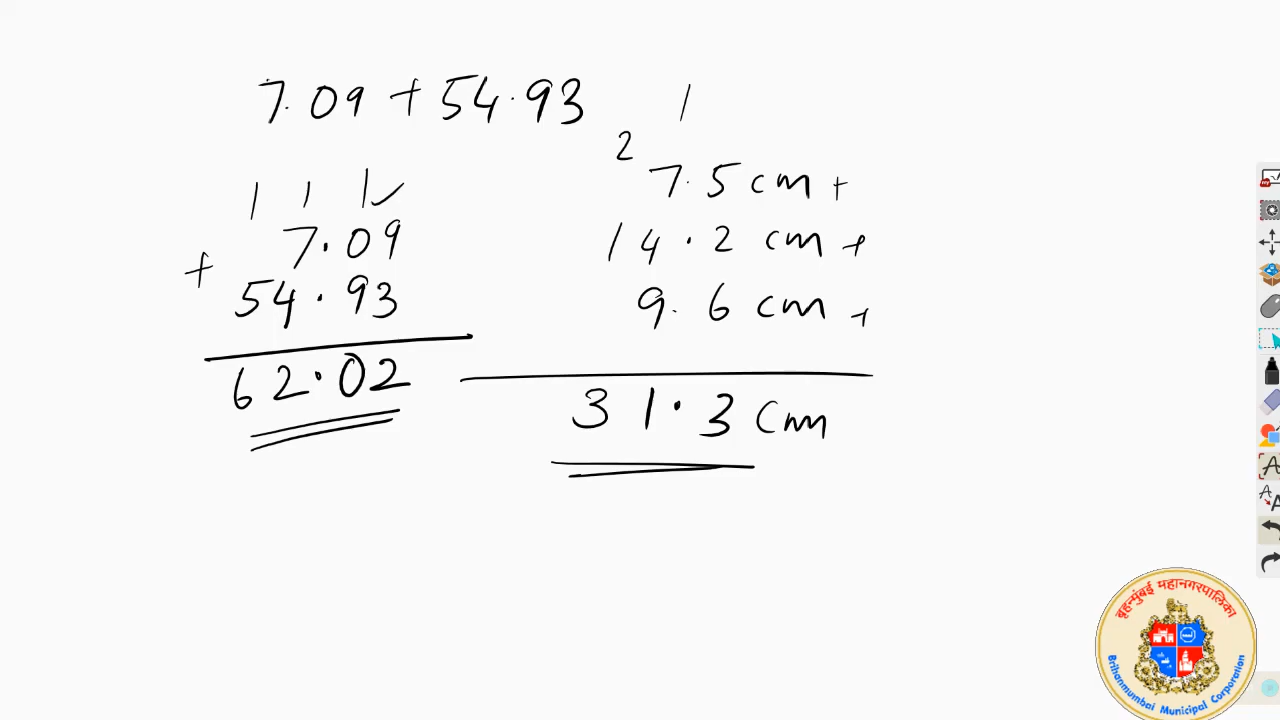 7.09 + 54.93
1 1 1
7.09
+ 54.93
62.02
1
2
7.5 cm +
14.2 cm +
9.6 cm +
31.3 cm
बृहन्मुंबई महानगरपालिका
Brihanmumbai Municipal Corporation